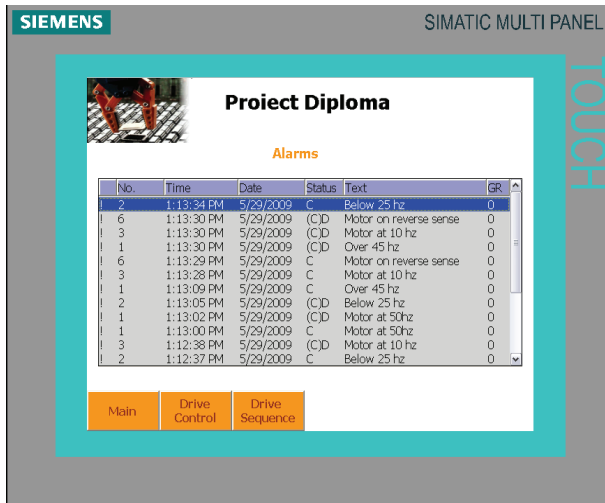 SIEMENS
SIMATIC MULTI PANEL
TOUCH
Proiect Diploma
Alarms
No. Time Date Status Text GR
! 2 1:13:34 PM 5/29/2009 C Below 25 hz 0
! 6 1:13:30 PM 5/29/2009 (C)D Motor on reverse sense 0
! 3 1:13:30 PM 5/29/2009 (C)D Motor at 10 hz 0
! 1 1:13:30 PM 5/29/2009 (C)D Over 45 hz 0
! 6 1:13:29 PM 5/29/2009 C Motor on reverse sense 0
! 3 1:13:28 PM 5/29/2009 C Motor at 10 hz 0
! 1 1:13:09 PM 5/29/2009 C Over 45 hz 0
! 2 1:13:05 PM 5/29/2009 (C)D Below 25 hz 0
! 1 1:13:02 PM 5/29/2009 (C)D Motor at 50hz 0
! 1 1:13:00 PM 5/29/2009 C Motor at 50hz 0
! 3 1:12:38 PM 5/29/2009 (C)D Motor at 10 hz 0
! 2 1:12:37 PM 5/29/2009 C Below 25 hz 0
Main
Drive
Control
Drive
Sequence